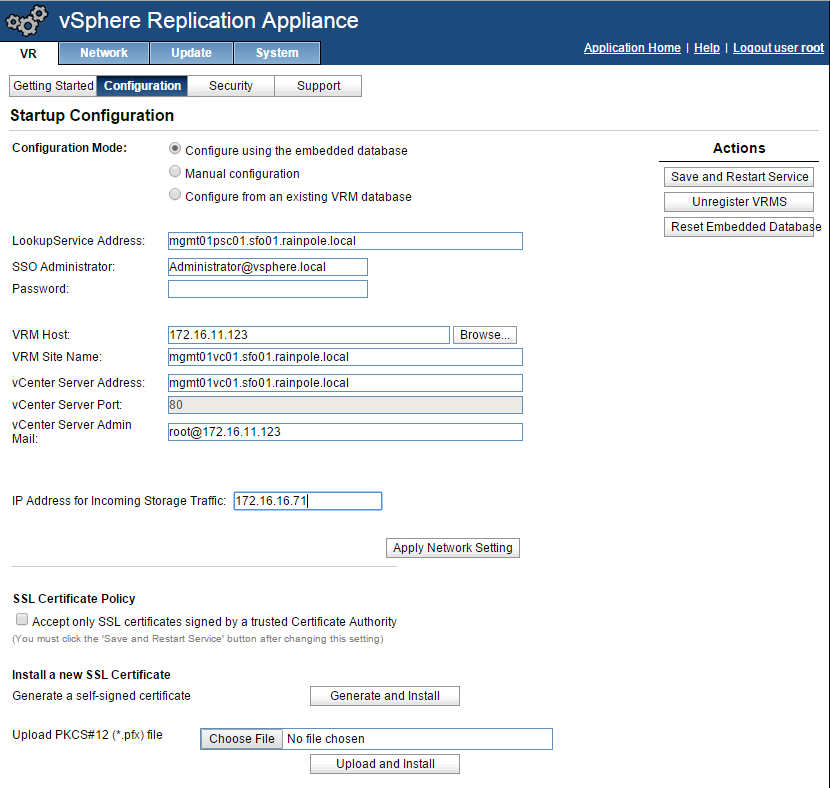 vSphere Replication Appliance
VR Network Update System
Application Home | Help | Logout user root
Getting Started Configuration Security Support
Startup Configuration
Configuration Mode: Configure using the embedded database
Manual configuration
Configure from an existing VRM database
Actions
Save and Restart Service
Unregister VRMS
Reset Embedded Database
LookupService Address: mgmt01psc01.sfo01.rainpole.local
SSO Administrator: Administrator@vsphere.local
Password:
VRM Host: 172.16.11.123 Browse...
VRM Site Name: mgmt01vc01.sfo01.rainpole.local
vCenter Server Address: mgmt01vc01.sfo01.rainpole.local
vCenter Server Port: 80
vCenter Server Admin
Mail: root@172.16.11.123
IP Address for Incoming Storage Traffic: 172.16.16.71
Apply Network Setting
SSL Certificate Policy
Accept only SSL certificates signed by a trusted Certificate Authority
(You must click the 'Save and Restart Service' button after changing this setting)
Install a new SSL Certificate
Generate a self-signed certificate Generate and Install
Upload PKCS#12 (*.pfx) file Choose File No file chosen
Upload and Install